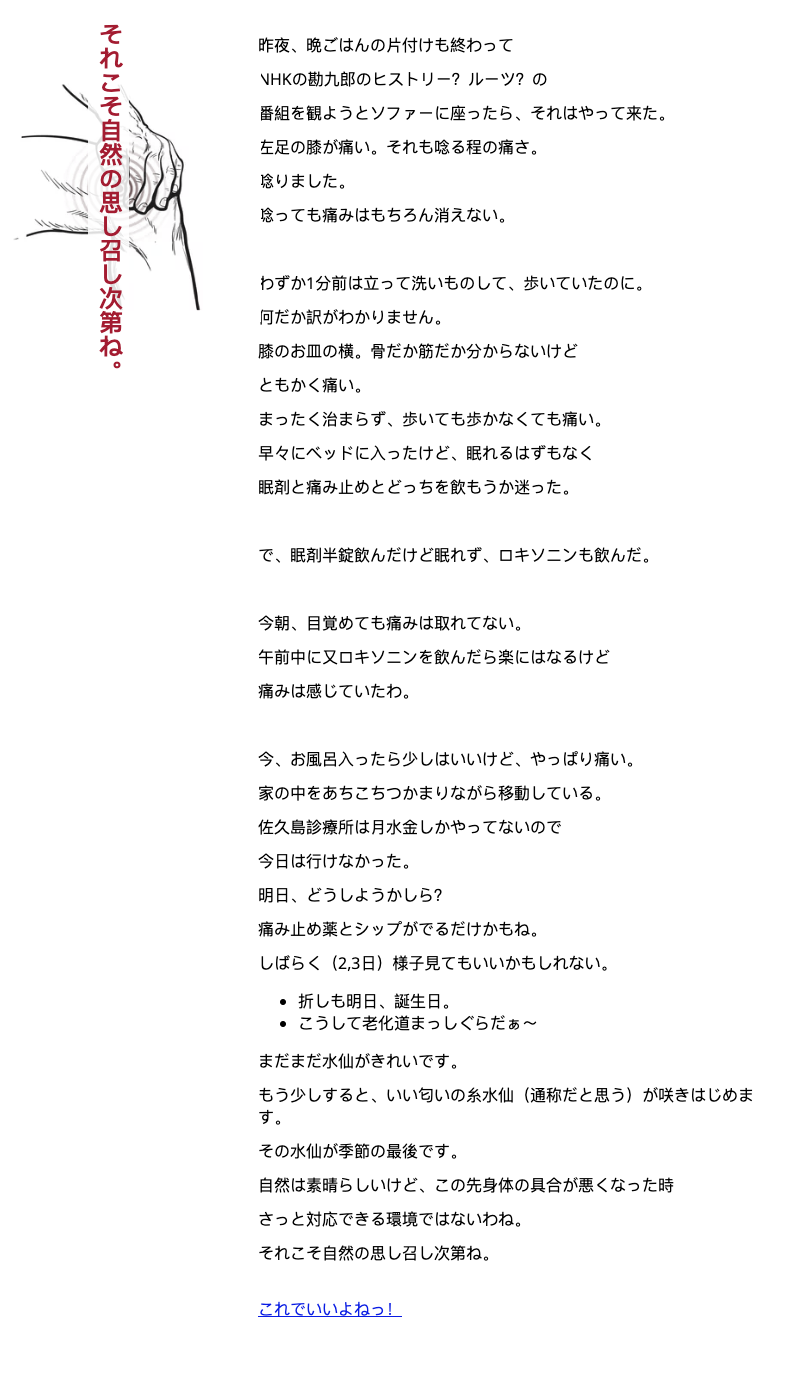 それこそ自然の思し召し次第ね。
昨夜、晩ごはんの片付けも終わって
NHKの勘九郎のヒストリー？ルーツ？の
番組を観ようとソファーに座ったら、それはやって来た。
左足の膝が痛い。それも唸る程の痛さ。
唸りました。
唸っても痛みはもちろん消えない。
わずか1分前は立って洗いものして、歩いていたのに。
何だか訳がわかりません。
膝のお皿の横。骨だか筋だか分からないけど
ともかく痛い。
まったく治まらず、歩いても歩かなくても痛い。
早々にベッドに入ったけど、眠れるはずもなく
眠剤と痛み止めとどっちを飲もうか迷った。
で、眠剤半錠飲んだけど眠れず、ロキソニンも飲んだ。
今朝、目覚めても痛みは取れてない。
午前中に又ロキソニンを飲んだら楽にはなるけど
痛みは感じていたわ。
今、お風呂入ったら少しはいいけど、やっぱり痛い。
家の中をあちこちつかまりながら移動している。
佐久島診療所は月水金しかやってないので
今日は行けなかった。
明日、どうしようかしら？
痛み止め薬とシップがでるだけかもね。
しばらく（2,3日）様子見てもいいかもしれない。
• 折しも明日、誕生日。
• こうして老化道まっしぐらだぁ～
まだまだ水仙がきれいです。
もう少しすると、いい匂いの糸水仙（通称だと思う）が咲きはじめま
す。
その水仙が季節の最後です。
自然は素晴らしいけど、この先身体の具合が悪くなった時
さっと対応できる環境ではないわね。
それこそ自然の思し召し次第ね。
これでいいよねっ！